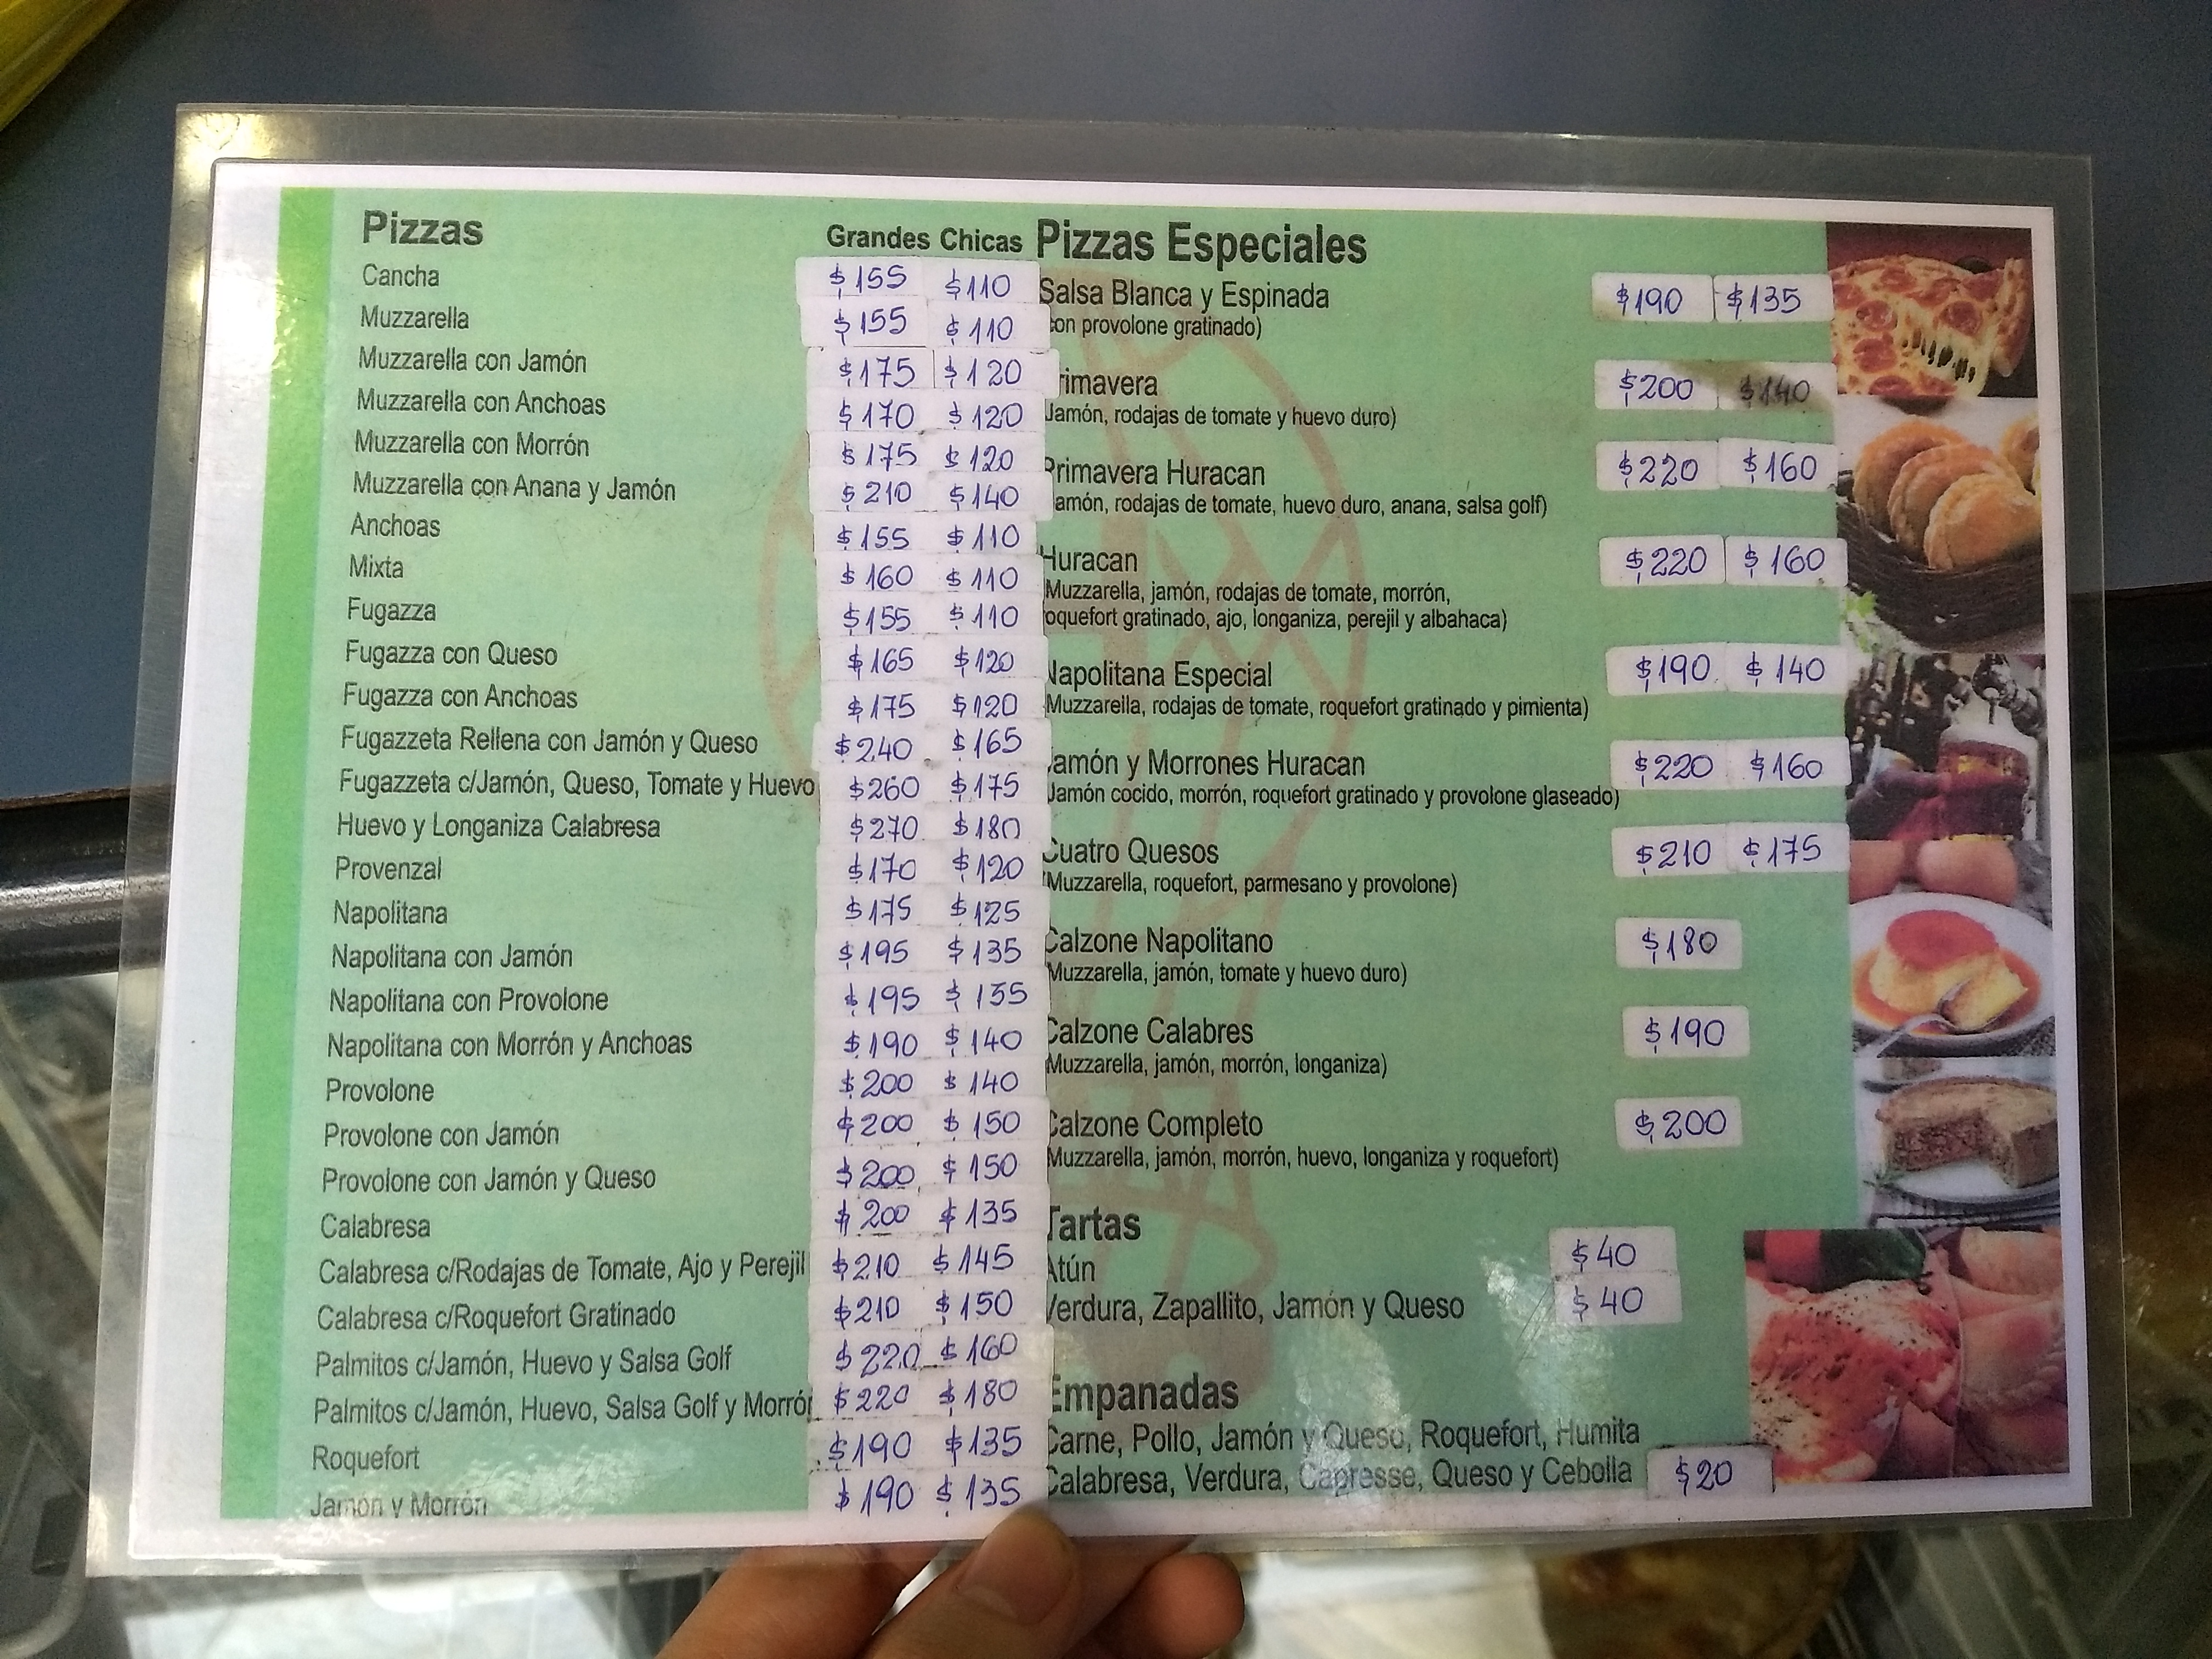 Pizzas Grandes Chicas
Cancha $155 $110
Muzzarella $155 $110
Muzzarella con Jamón $175 $120
Muzzarella con Anchoas $170 $120
Muzzarella con Morrón $175 $120
Muzzarella con Anana y Jamón $210 $140
Anchoas $155 $110
Mixta $160 $110
Fugazza $155 $110
Fugazza con Queso $165 $120
Fugazza con Anchoas $175 $120
Fugazzeta Rellena con Jamón y Queso $240 $165
Fugazzeta c/Jamón, Queso, Tomate y Huevo $260 $175
Huevo y Longaniza Calabresa $270 $180
Provenzal $170 $120
Napolitana $175 $125
Napolitana con Jamón $195 $135
Napolitana con Provolone $195 $135
Napolitana con Morrón y Anchoas $190 $140
Provolone $200 $140
Provolone con Jamón $200 $150
Provolone con Jamón y Queso $200 $150
Calabresa $200 $135
Calabresa c/Rodajas de Tomate, Ajo y Perejil $210 $145
Calabresa c/Roquefort Gratinado $210 $150
Palmitos c/Jamón, Huevo y Salsa Golf $220 $160
Palmitos c/Jamón, Huevo, Salsa Golf y Morrón $220 $180
Roquefort $190 $135
Jamón y Morrón $190 $135
Pizzas Especiales
Salsa Blanca y Espinada $190 $135
con provolone gratinado)
Primavera $200 $140
Jamón, rodajas de tomate y huevo duro)
Primavera Huracan $220 $160
Jamón, rodajas de tomate, huevo duro, anana, salsa golf)
Huracan $220 $160
(Muzzarella, jamón, rodajas de tomate, morrón,
roquefort gratinado, ajo, longaniza, perejil y albahaca)
Napolitana Especial $190 $140
(Muzzarella, rodajas de tomate, roquefort gratinado y pimienta)
Jamón y Morrones Huracan $220 $160
(Jamón cocido, morrón, roquefort gratinado y provolone glaseado)
Cuatro Quesos $210 $175
(Muzzarella, roquefort, parmesano y provolone)
Calzone Napolitano $180
(Muzzarella, jamón, tomate y huevo duro)
Calzone Calabres $190
(Muzzarella, jamón, morrón, longaniza)
Calzone Completo $200
(Muzzarella, jamón, morrón, huevo, longaniza y roquefort)
Tartas
Atún $40
Verdura, Zapallito, Jamón y Queso $40
Empanadas
Carne, Pollo, Jamón y Queso, Roquefort, Humita
Calabresa, Verdura, Capresse, Queso y Cebolla $20